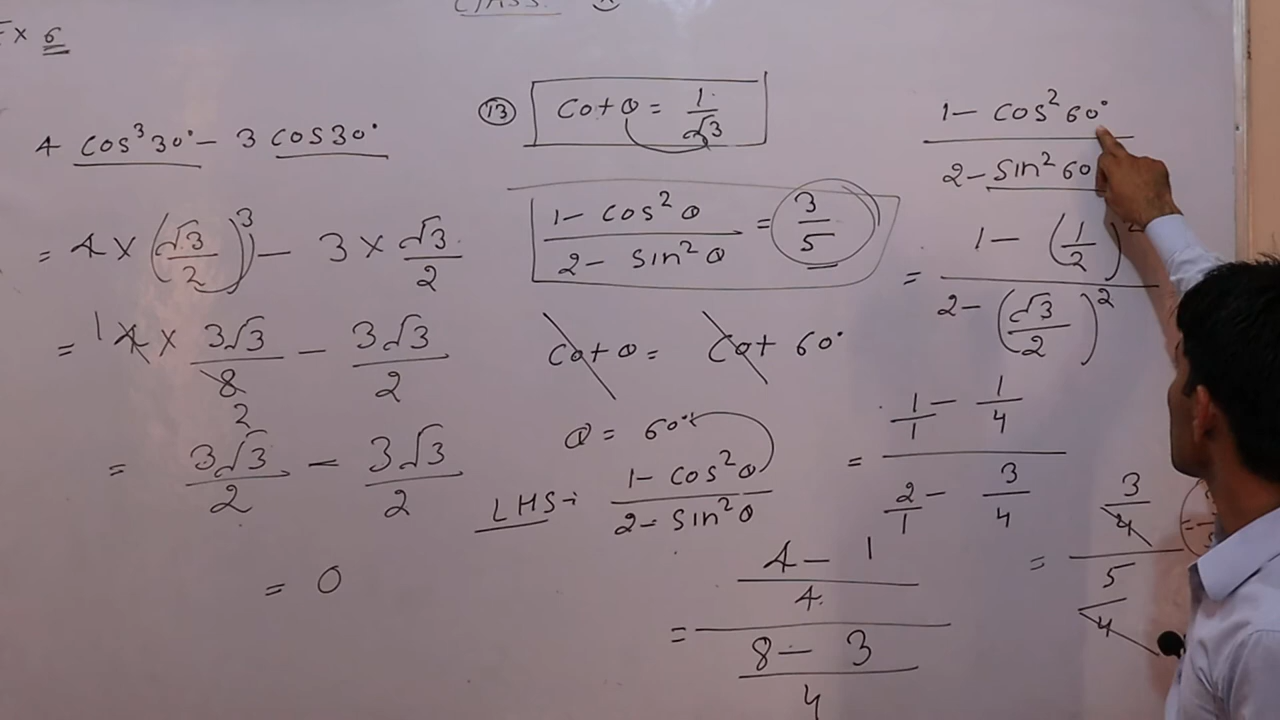 CLASS X
Ex 6
4 cos³30° - 3 cos30°
= 4 × (√3/2)³ - 3 × √3/2
= 1 4 × 3√3/8 2 - 3√3/2
= 3√3/2 - 3√3/2
= 0
13 Cot θ = 1/√3
1 - cos²θ / 2 - sin²θ = 3/5
Cot θ = Cot 60°
θ = 60°
LHS:- 1 - cos²θ / 2 - sin²θ
1 - cos²60° / 2 - sin²60
= 1 - (1/2)² / 2 - (√3/2)²
= 1/1 - 1/4 / 2/1 - 3/4
= 4 - 1 / 4 / 8 - 3 / 4
= 3/4 / 5/4
=